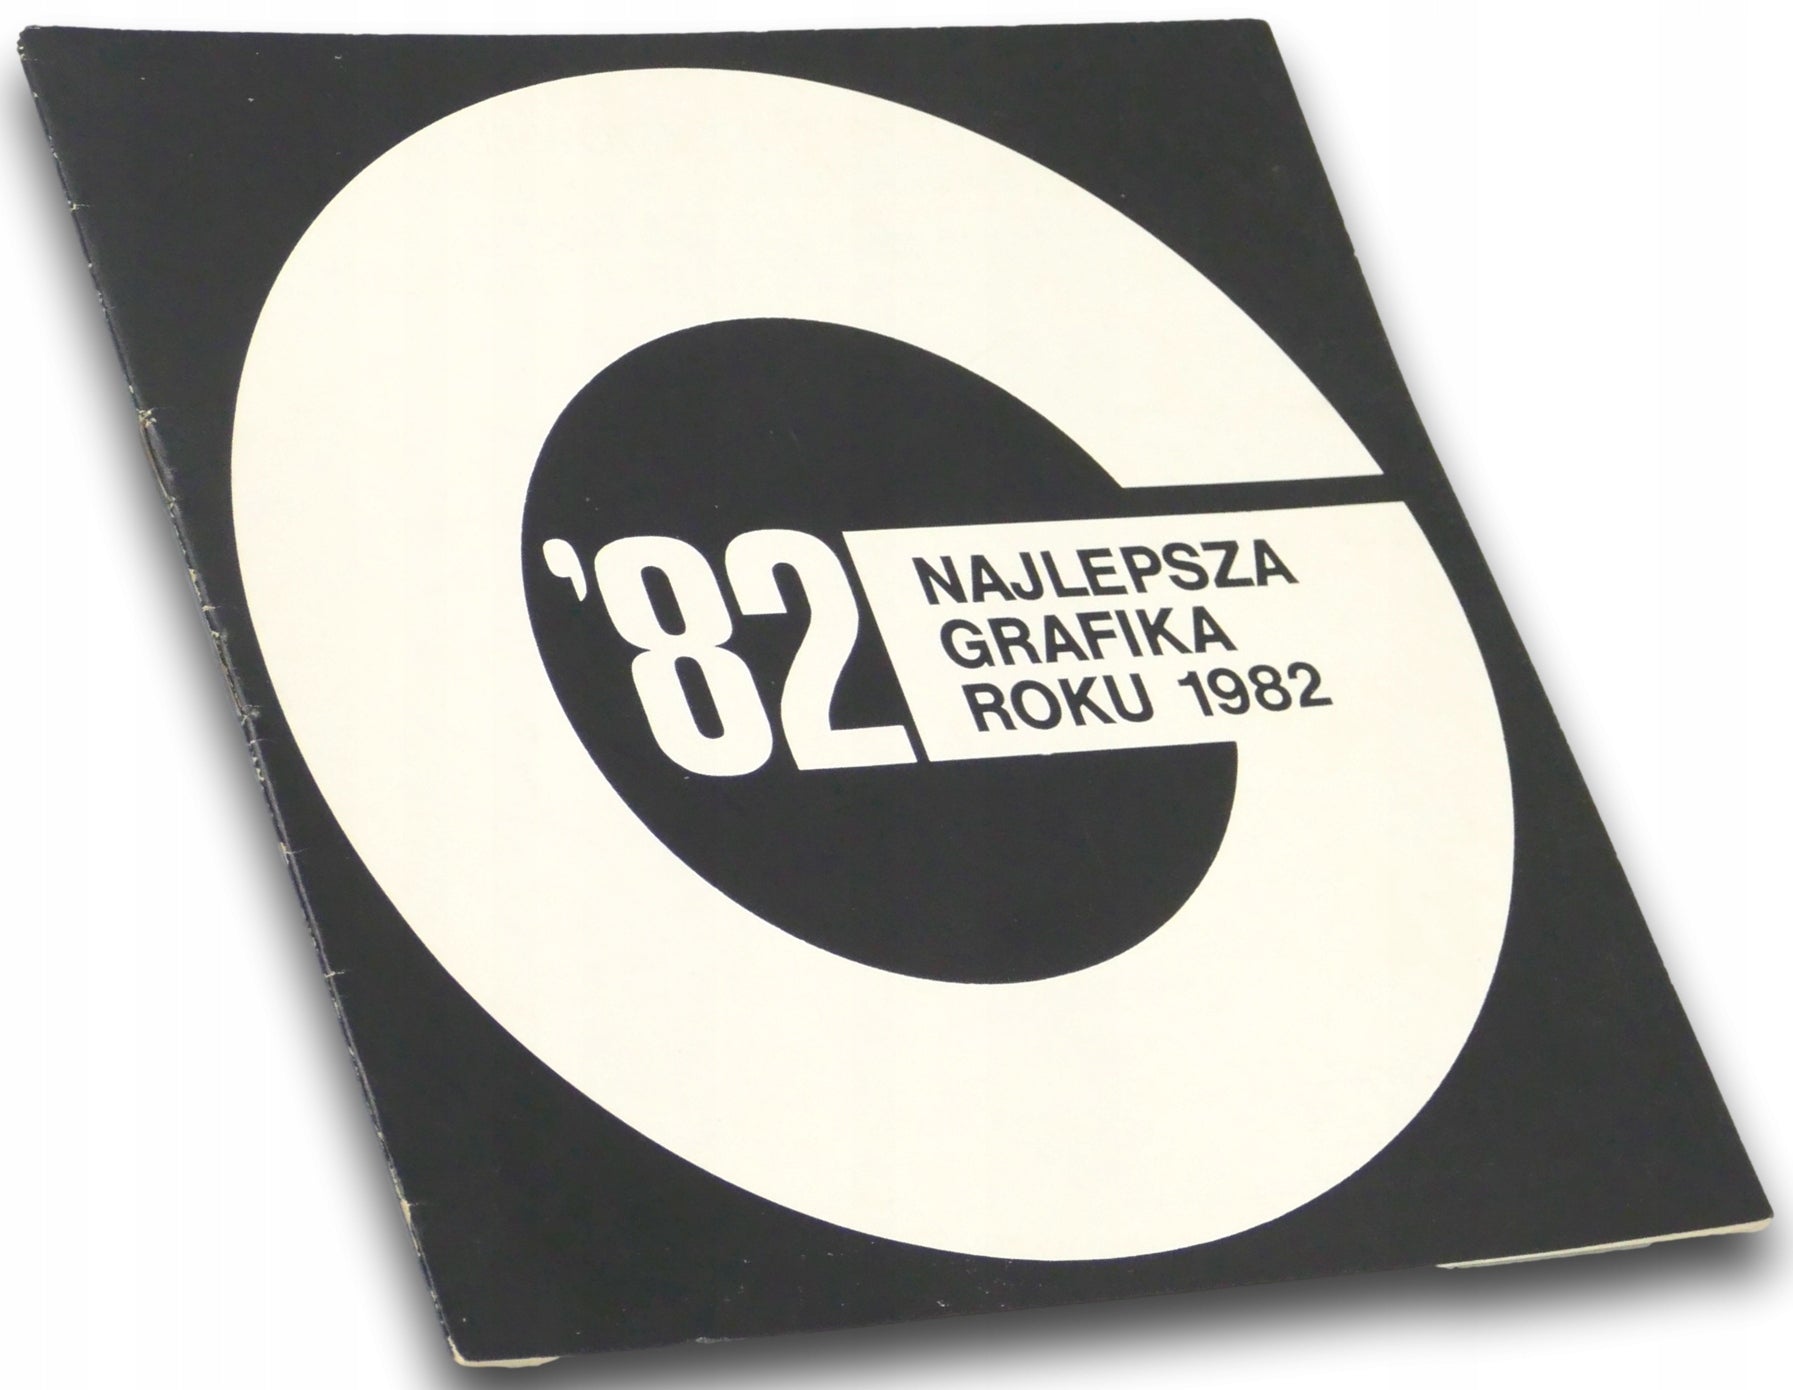 '82
NAJLEPSZA
GRAFIKA
ROKU 1982